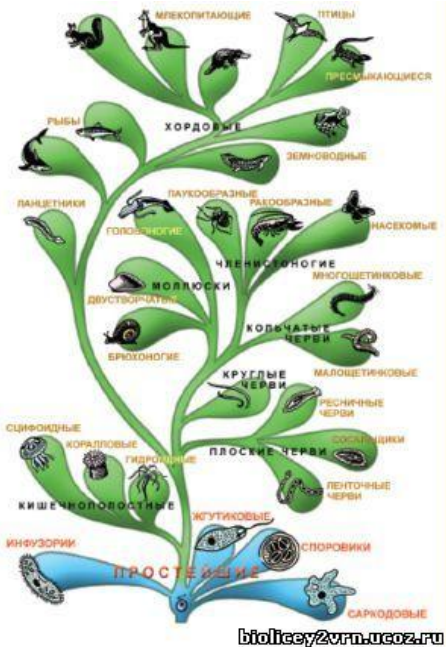 МЛЕКОПИТАЮЩИЕ
ПТИЦЫ
ПРЕСМЫКАЮЩИЕСЯ
РЫБЫ
ХОРДОВЫЕ
ЗЕМНОВОДНЫЕ
ЛАНЦЕТНИКИ
ПАУКООБРАЗНЫЕ
РАКООБРАЗНЫЕ
ГОЛОВОНОГИЕ
НАСЕКОМЫЕ
ЧЛЕНИСТОНОГИЕ
МНОГОЩЕТИНКОВЫЕ
МОЛЛЮСКИ
ДВУСТВОРЧАТЫЕ
КОЛЬЧАТЫЕ
ЧЕРВИ
БРЮХОНОГИЕ
КРУГЛЫЕ
ЧЕРВИ
МАЛОЩЕТИНКОВЫЕ
РЕСНИЧНЫЕ
ЧЕРВИ
СЦИФОИДНЫЕ
КОРАЛЛОВЫЕ
ГИДРОИДНЫЕ
ПЛОСКИЕ ЧЕРВИ
СОСАЛЬЩИКИ
ЛЕНТОЧНЫЕ
ЧЕРВИ
КИШЕЧНОПОЛОСТНЫЕ
ЖГУТИКОВЫЕ
ИНФУЗОРИИ
СПОРОВИКИ
ПРОСТЕЙШИЕ
САРКОДОВЫЕ
biolicey2vrn.ucoz.ru